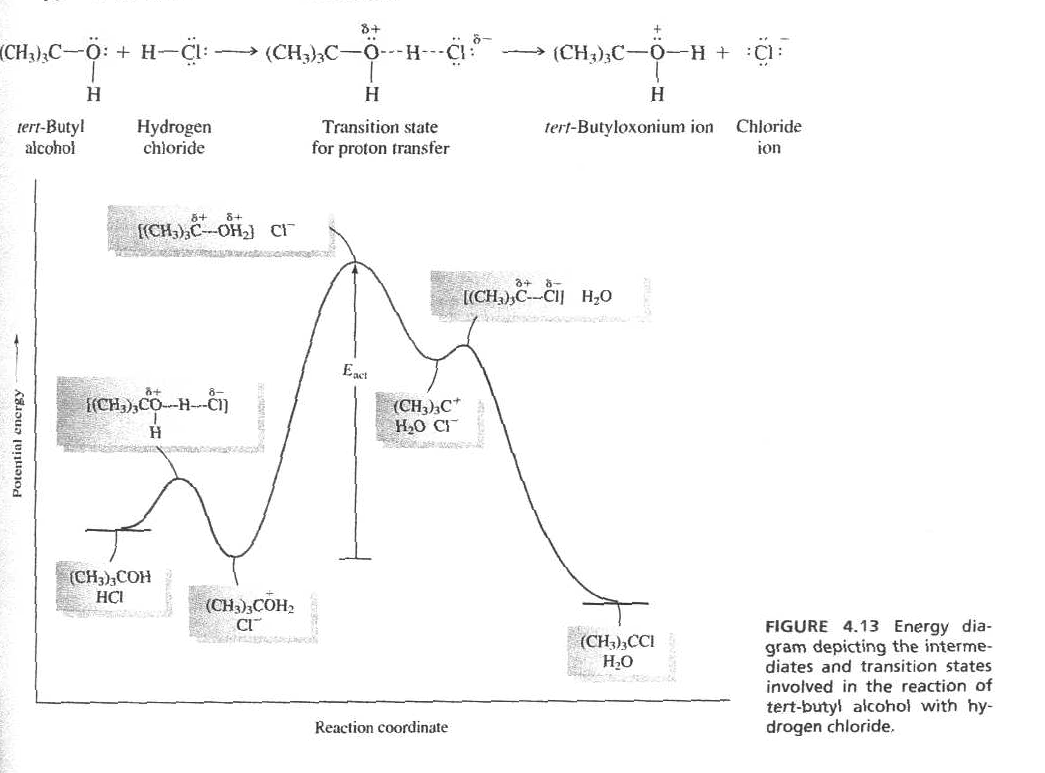 (CH₃)₃C—Ö: + H—C̈l: ⟶ (CH₃)₃C—O---H---Cl: ⟶ (CH₃)₃C—O—H + :Cl:⁻
δ+ δ− +
H H H
tert-Butyl alcohol Hydrogen chloride Transition state for proton transfer tert-Butyloxonium ion Chloride ion
[(CH₃)₃C---OH₂] Cl⁻
δ+ δ+
[(CH₃)₃C---Cl] H₂O
δ+ δ−
Eact
[(CH₃)₃CO---H---Cl]
δ+ δ−
H
(CH₃)₃C⁺
H₂O Cl⁻
Potential energy
(CH₃)₃COH
HCl
(CH₃)₃COH₂
+
Cl⁻
(CH₃)₃CCl
H₂O
Reaction coordinate
FIGURE 4.13 Energy dia-
gram depicting the interme-
diates and transition states
involved in the reaction of
tert-butyl alcohol with hy-
drogen chloride.